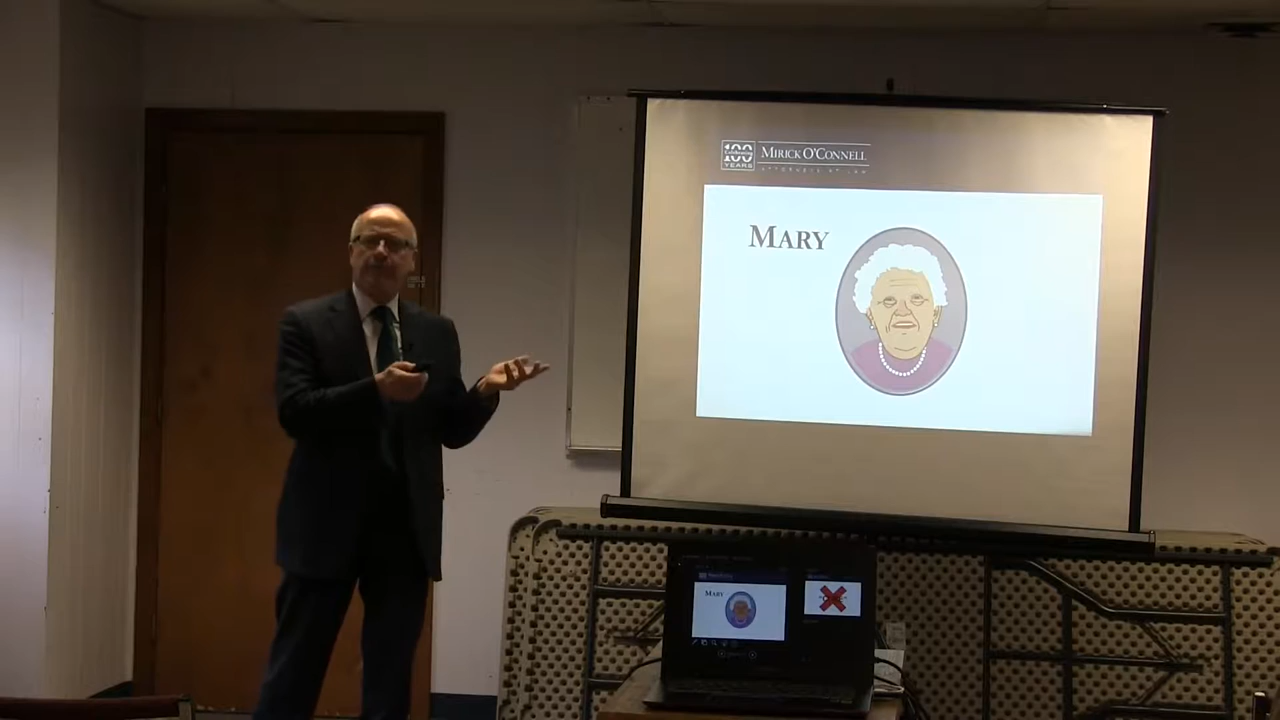 Celebrating
100
YEARS
MIRICK O'CONNELL
ATTORNEYS AT LAW
MARY
MARY